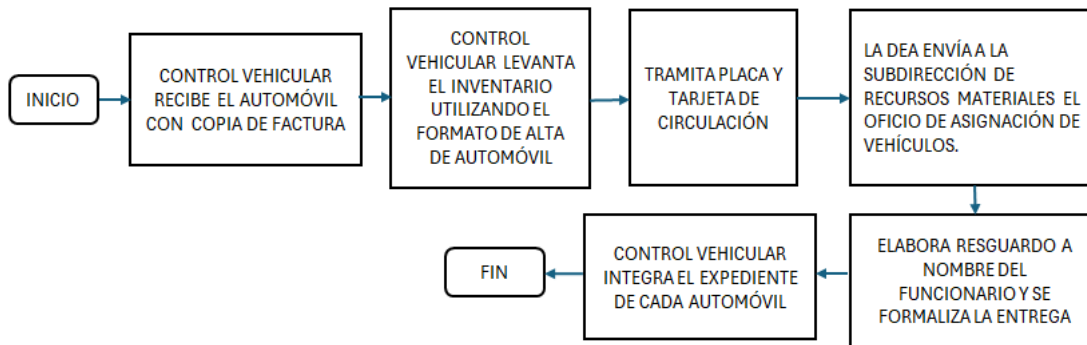 INICIO
CONTROL VEHICULAR
RECIBE EL AUTOMÓVIL
CON COPIA DE FACTURA
CONTROL
VEHICULAR LEVANTA
EL INVENTARIO
UTILIZANDO EL
FORMATO DE ALTA
DE AUTOMÓVIL
TRAMITA PLACA Y
TARJETA DE
CIRCULACIÓN
LA DEA ENVÍA A LA
SUBDIRECCIÓN DE
RECURSOS MATERIALES EL
OFICIO DE ASIGNACIÓN DE
VEHÍCULOS.
ELABORA RESGUARDO A
NOMBRE DEL
FUNCIONARIO Y SE
FORMALIZA LA ENTREGA
CONTROL VEHICULAR
INTEGRA EL EXPEDIENTE
DE CADA AUTOMÓVIL
FIN